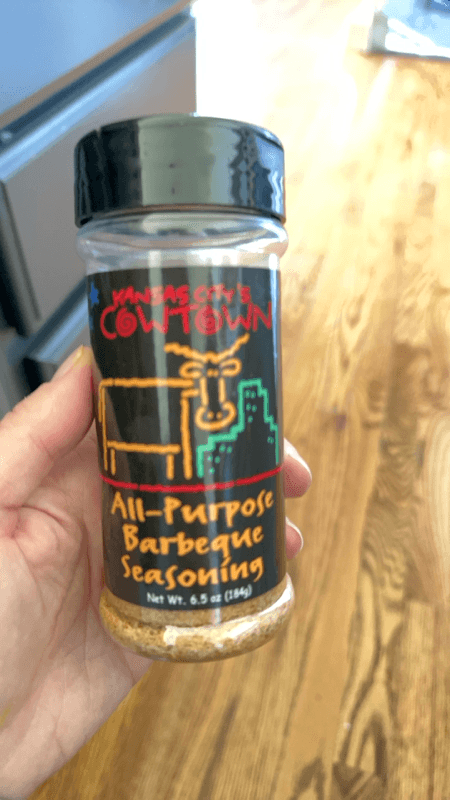 KANSAS CITY'S
COWTOWN
All-Purpose
Barbeque
Seasoning
Net Wt. 6.5 oz (184g)